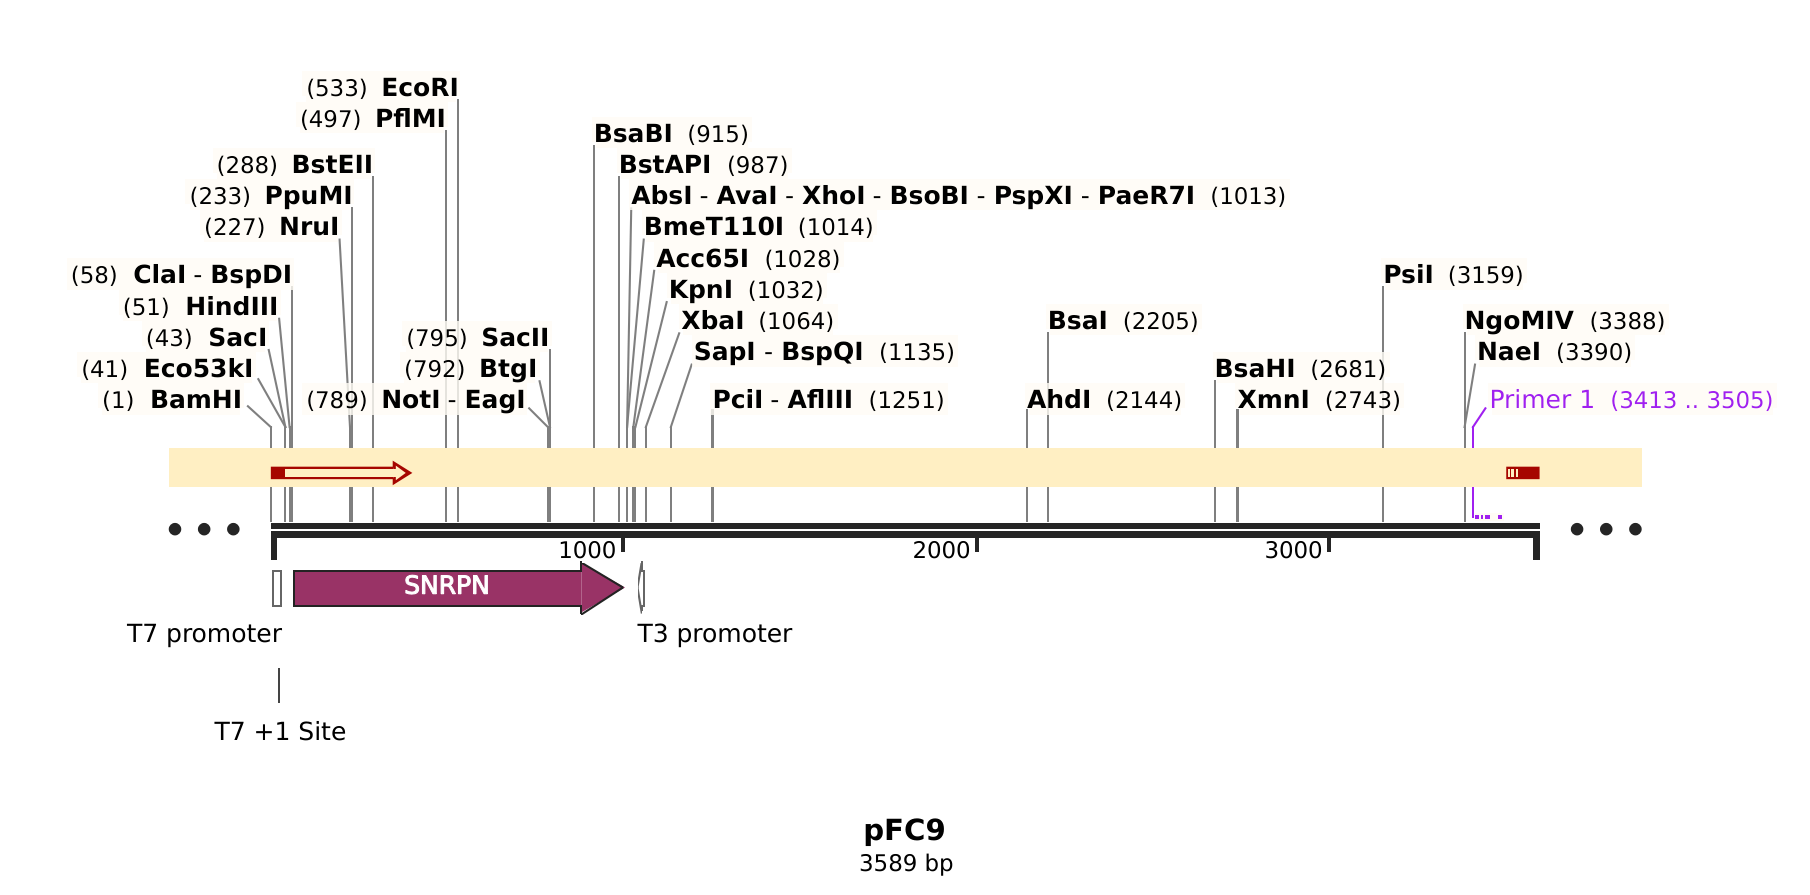 (533) EcoRI
(497) PflMI
BsaBI (915)
(288) BstEII
BstAPI (987)
(233) PpuMI
AbsI - AvaI - XhoI - BsoBI - PspXI - PaeR7I (1013)
(227) NruI
BmeT110I (1014)
Acc65I (1028)
(58) ClaI - BspDI
PsiI (3159)
KpnI (1032)
(51) HindIII
XbaI (1064)
BsaI (2205)
NgoMIV (3388)
(43) SacI
(795) SacII
SapI - BspQI (1135)
NaeI (3390)
(41) Eco53kI
(792) BtgI
BsaHI (2681)
(1) BamHI
(789) NotI - EagI
PciI - AflIII (1251)
AhdI (2144)
XmnI (2743)
Primer 1 (3413 .. 3505)
1000
2000
3000
SNRPN
T7 promoter
T3 promoter
T7 +1 Site
pFC9
3589 bp